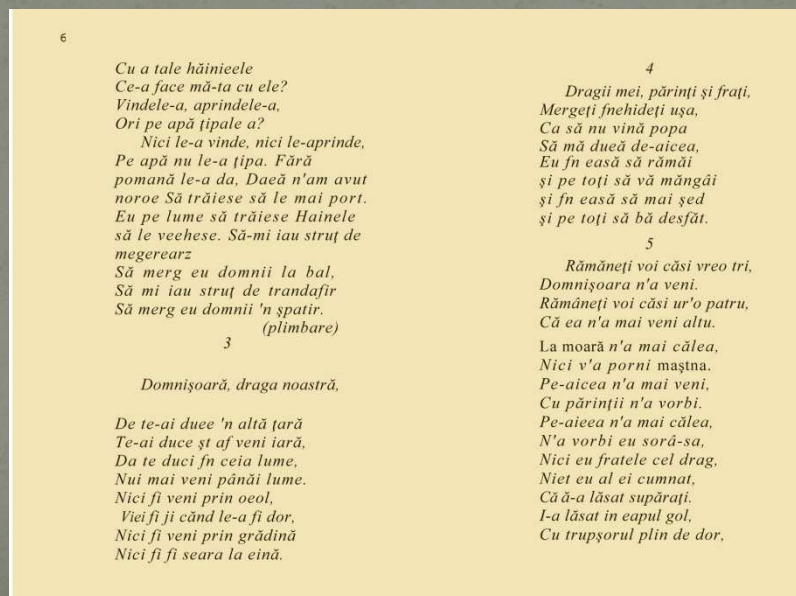 6
Cu a tale hăinieele
Ce-a face mă-ta cu ele?
Vindele-a, aprindele-a,
Ori pe apă ţipale a?
Nici le-a vinde, nici le-aprinde,
Pe apă nu le-a ţipa. Fără
pomană le-a da, Daeă n'am avut
noroe Să trăiese să le mai port.
Eu pe lume să trăiese Hainele
să le veehese. Să-mi iau struţ de
megerearz
Să merg eu domnii la bal,
Să mi iau struţ de trandafir
Să merg eu domnii 'n şpatir.
(plimbare)
3
Domnişoară, draga noastră,
De te-ai duee 'n altă ţară
Te-ai duce şt af veni iară,
Da te duci fn ceia lume,
Nui mai veni pânăi lume.
Nici fi veni prin oeol,
Viei fi ji cănd le-a fi dor,
Nici fi veni prin grădină
Nici fi fi seara la eină.
4
Dragii mei, părinţi şi fraţi,
Mergeţi fnehideţi uşa,
Ca să nu vină popa
Să mă dueă de-aicea,
Eu fn easă să rămăi
şi pe toţi să vă măngâi
şi fn easă să mai şed
şi pe toţi să bă desfăt.
5
Rămăneţi voi căsi vreo tri,
Domnişoara n'a veni.
Rămâneţi voi căsi ur'o patru,
Că ea n'a mai veni altu.
La moară n'a mai călea,
Nici v'a porni maştna.
Pe-aicea n'a mai veni,
Cu părinţii n'a vorbi.
Pe-aieea n'a mai călea,
N'a vorbi eu soră-sa,
Nici eu fratele cel drag,
Niet eu al ei cumnat,
Că ă-a lăsat supăraţi.
I-a lăsat in eapul gol,
Cu trupşorul plin de dor,